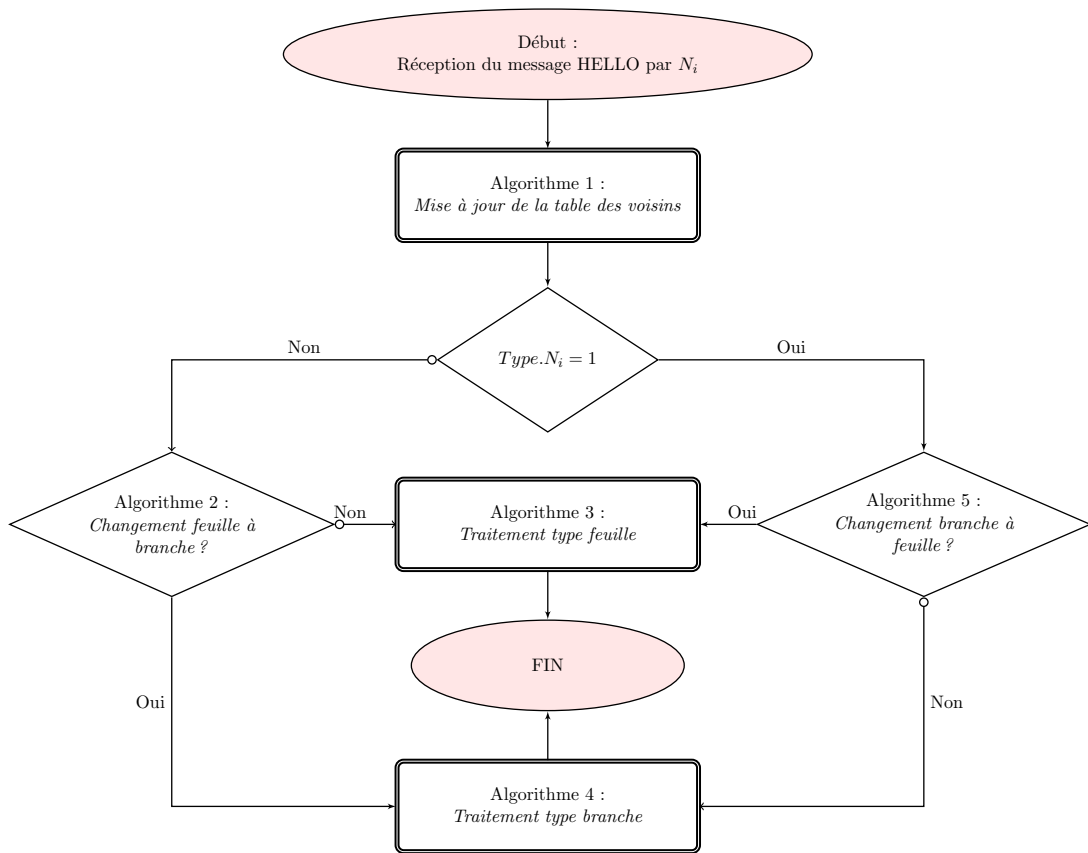 Début :
Réception du message HELLO par N_i
Algorithme 1 :
Mise à jour de la table des voisins
Type.N_i = 1
Non
Oui
Algorithme 2 :
Changement feuille à
branche ?
Non
Algorithme 3 :
Traitement type feuille
Oui
Algorithme 5 :
Changement branche à
feuille ?
FIN
Oui
Non
Algorithme 4 :
Traitement type branche